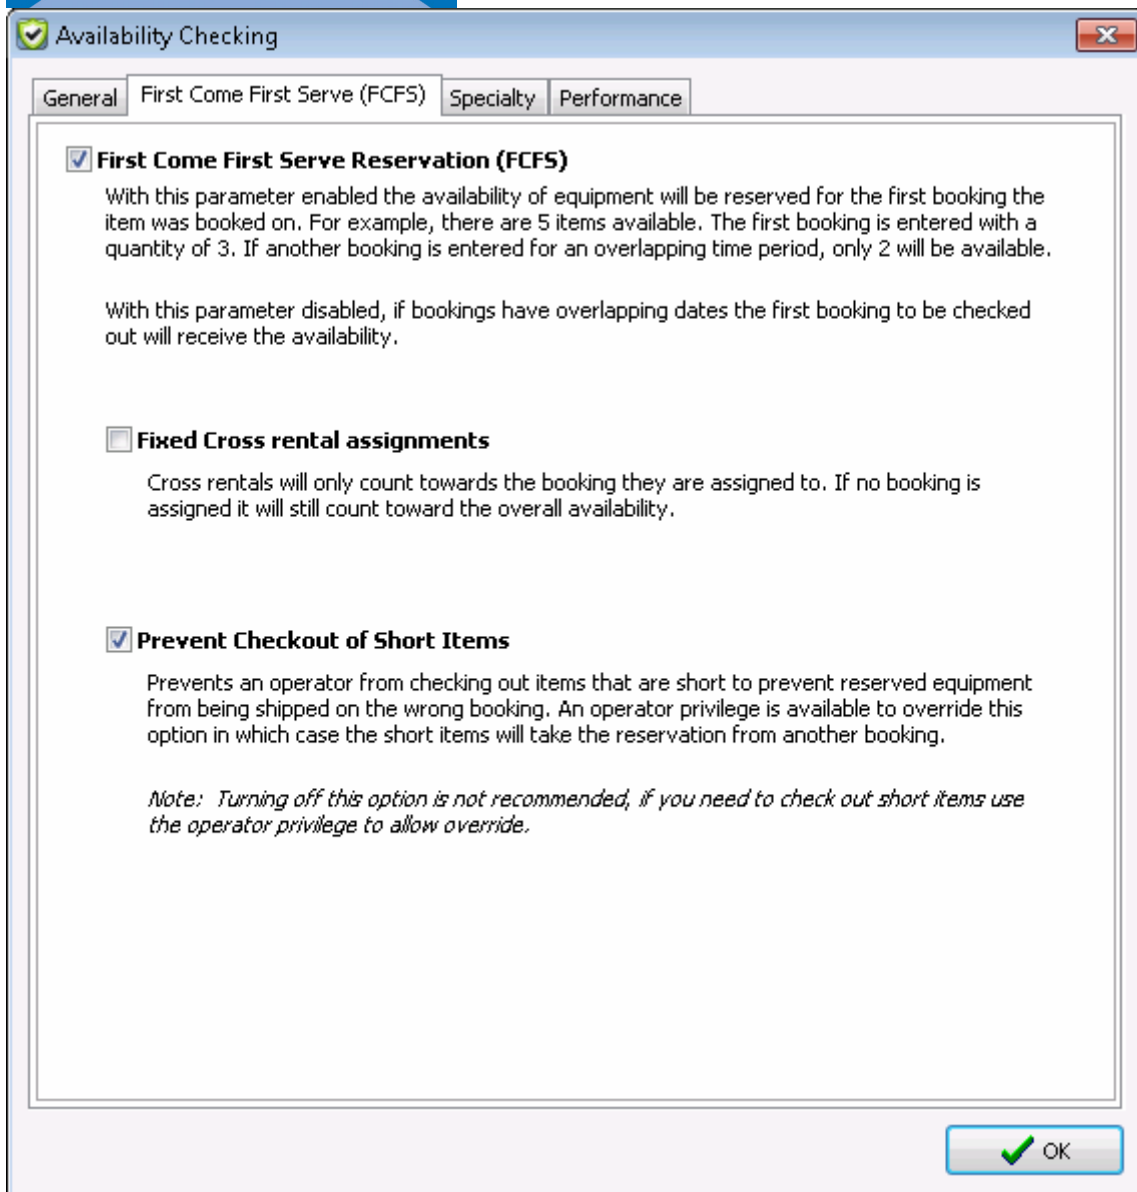 Availability Checking
General
First Come First Serve (FCFS)
Specialty
Performance
First Come First Serve Reservation (FCFS)
With this parameter enabled the availability of equipment will be reserved for the first booking the
item was booked on. For example, there are 5 items available. The first booking is entered with a
quantity of 3. If another booking is entered for an overlapping time period, only 2 will be available.
With this parameter disabled, if bookings have overlapping dates the first booking to be checked
out will receive the availability.
Fixed Cross rental assignments
Cross rentals will only count towards the booking they are assigned to. If no booking is
assigned it will still count toward the overall availability.
Prevent Checkout of Short Items
Prevents an operator from checking out items that are short to prevent reserved equipment
from being shipped on the wrong booking. An operator privilege is available to override this
option in which case the short items will take the reservation from another booking.
Note: Turning off this option is not recommended, if you need to check out short items use
the operator privilege to allow override.
OK